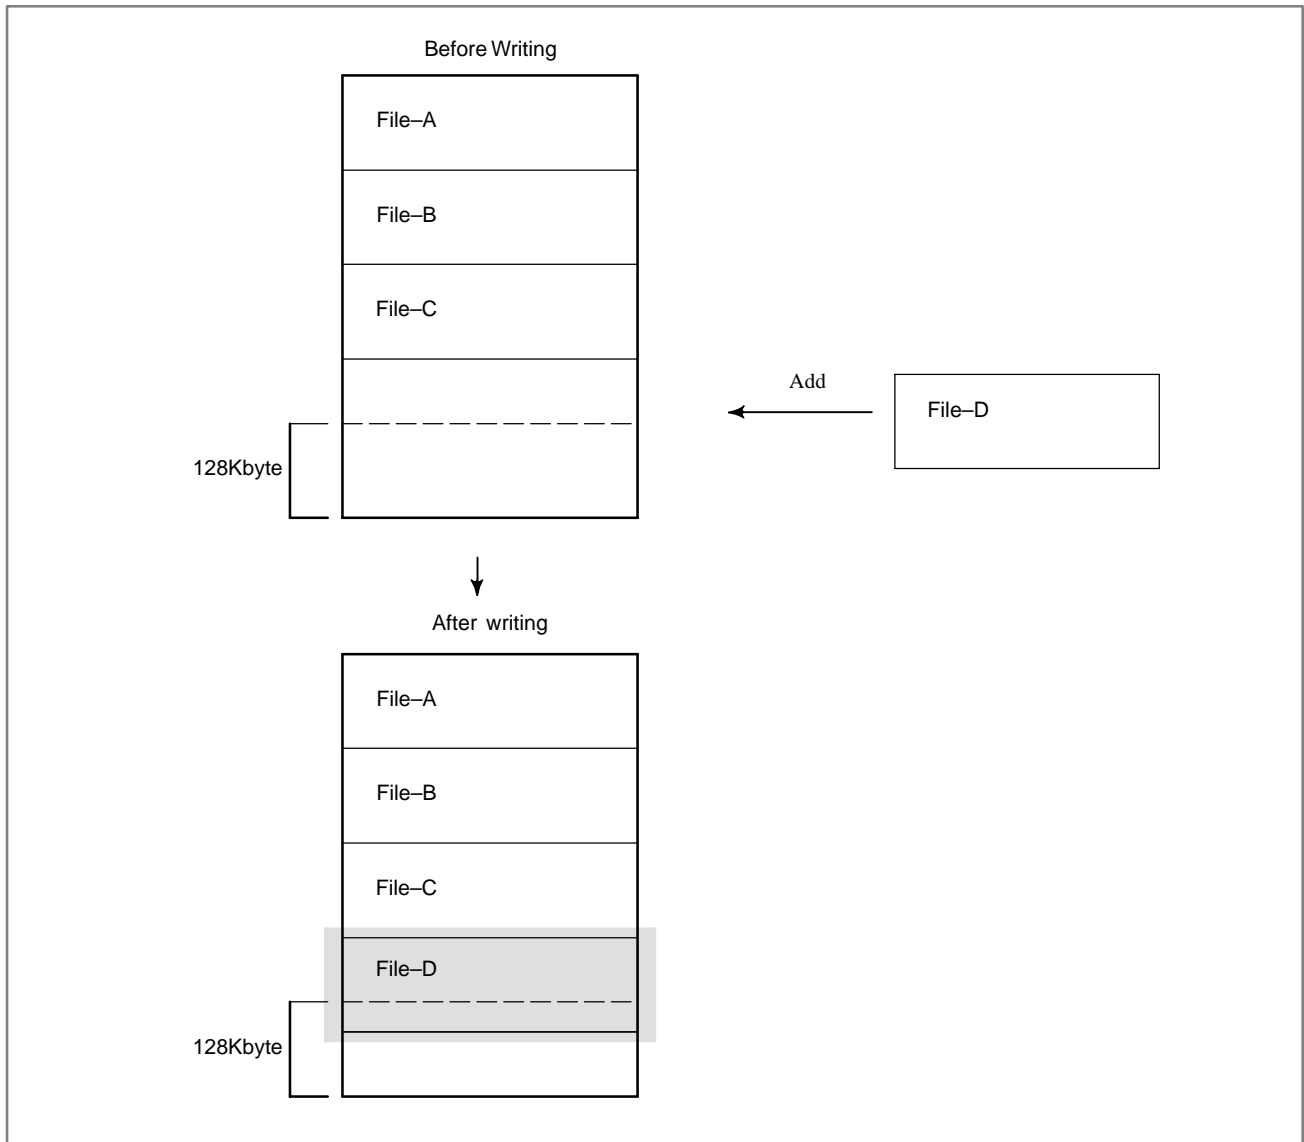 Before Writing
File–A
File–B
File–C
Add
File–D
128Kbyte
After writing
File–A
File–B
File–C
File–D
128Kbyte